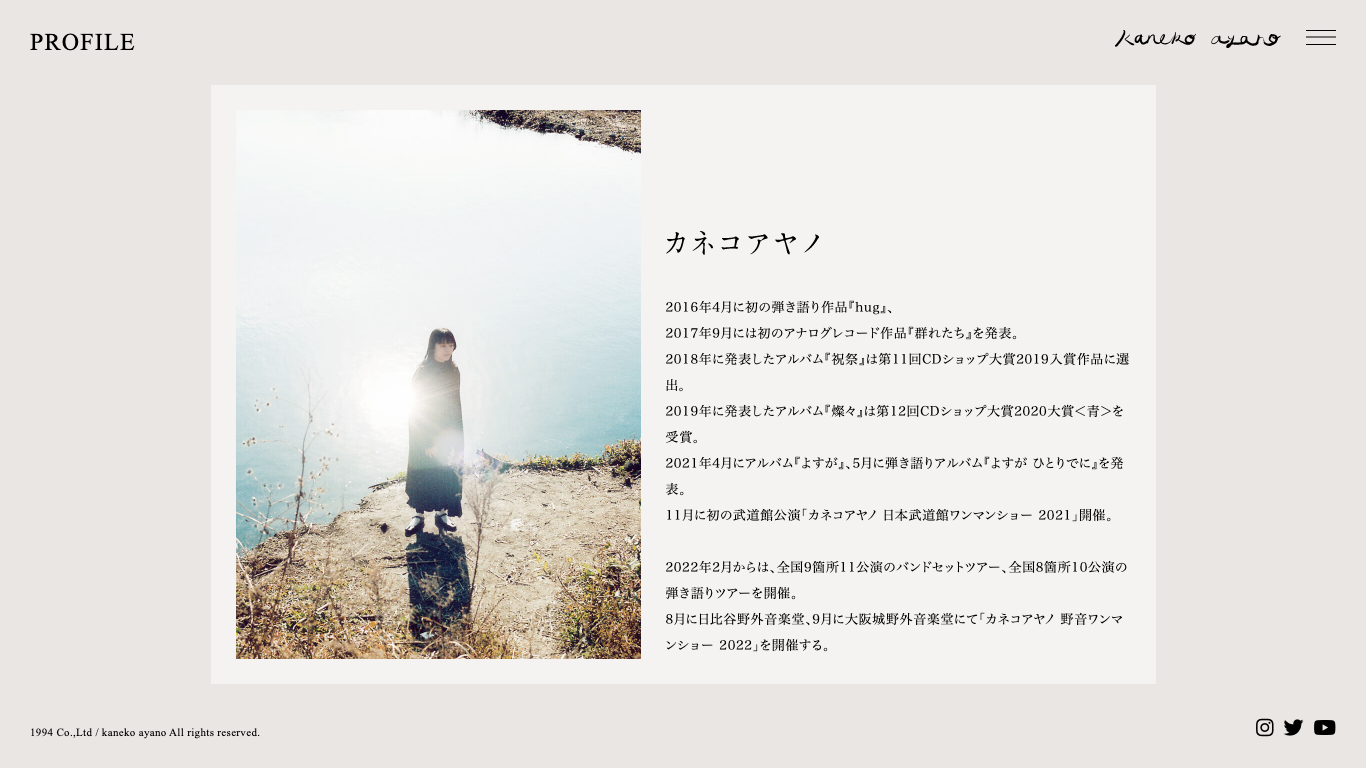 PROFILE
kaneko ayano
カネコアヤノ
2016年4月に初の弾き語り作品『hug』、
2017年9月には初のアナログレコード作品『群れたち』を発表。
2018年に発表したアルバム『祝祭』は第11回CDショップ大賞2019入賞作品に選
出。
2019年に発表したアルバム『燦々』は第12回CDショップ大賞2020大賞＜青＞を
受賞。
2021年4月にアルバム『よすが』、5月に弾き語りアルバム『よすが ひとりでに』を発
表。
11月に初の武道館公演「カネコアヤノ 日本武道館ワンマンショー 2021」開催。
2022年2月からは、全国9箇所11公演のバンドセットツアー、全国8箇所10公演の
弾き語りツアーを開催。
8月に日比谷野外音楽堂、9月に大阪城野外音楽堂にて「カネコアヤノ 野音ワンマ
ンショー 2022」を開催する。
1994 Co.,Ltd / kaneko ayano All rights reserved.